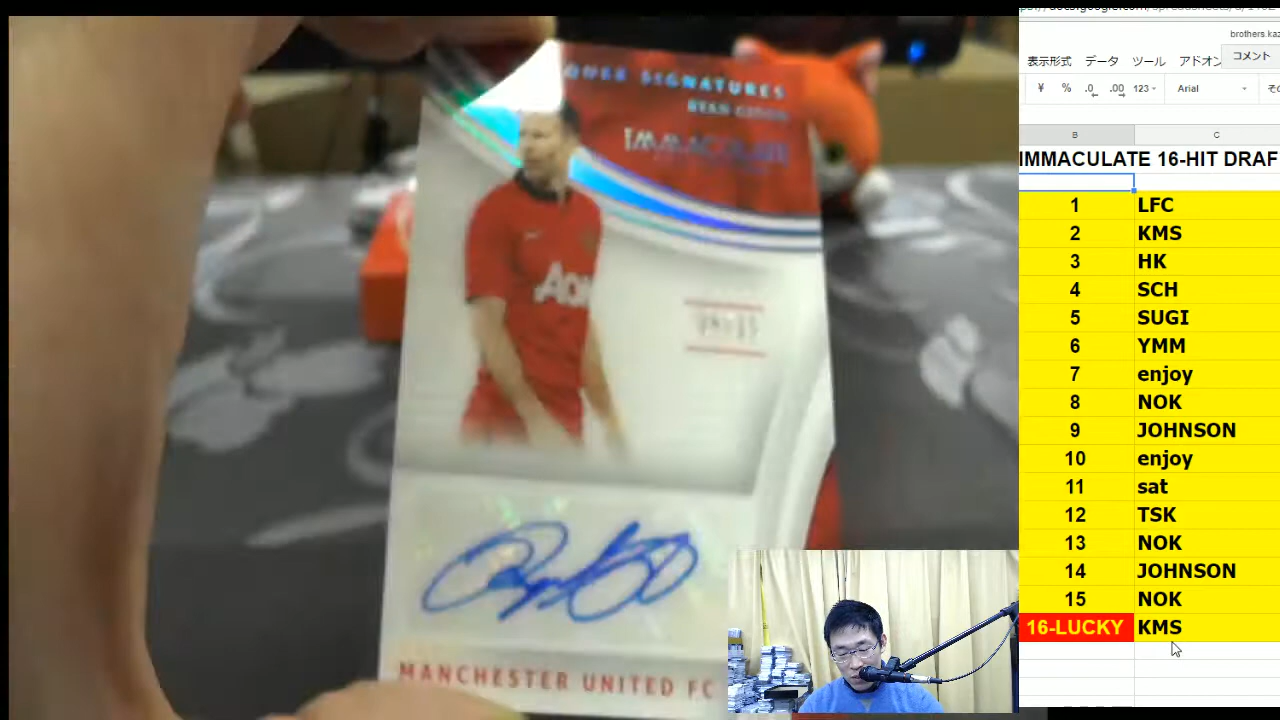 SIGNATURES
IMMACULATE
MANCHESTER UNITED FC
brothers.kaz
コメント
表示形式 データ ツール アドオン
¥ % .0 .00 123 Arial
B C
IMMACULATE 16-HIT DRAF
1 LFC
2 KMS
3 HK
4 SCH
5 SUGI
6 YMM
7 enjoy
8 NOK
9 JOHNSON
10 enjoy
11 sat
12 TSK
13 NOK
14 JOHNSON
15 NOK
16-LUCKY KMS